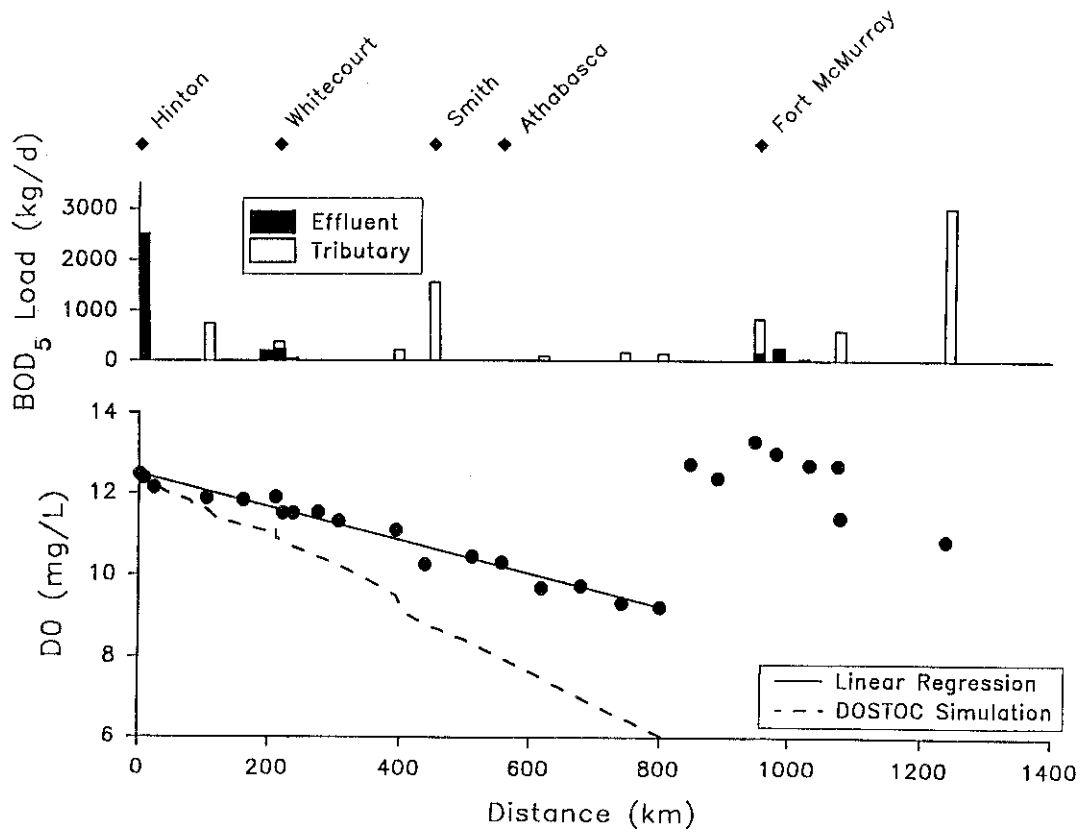 Hinton
Whitecourt
Smith
Athabasca
Fort McMurray
BOD5 Load (kg/d)
3000
2000
1000
0
Effluent
Tributary
DO (mg/L)
14
12
10
8
6
Linear Regression
DOSTOC Simulation
0 200 400 600 800 1000 1200 1400
Distance (km)